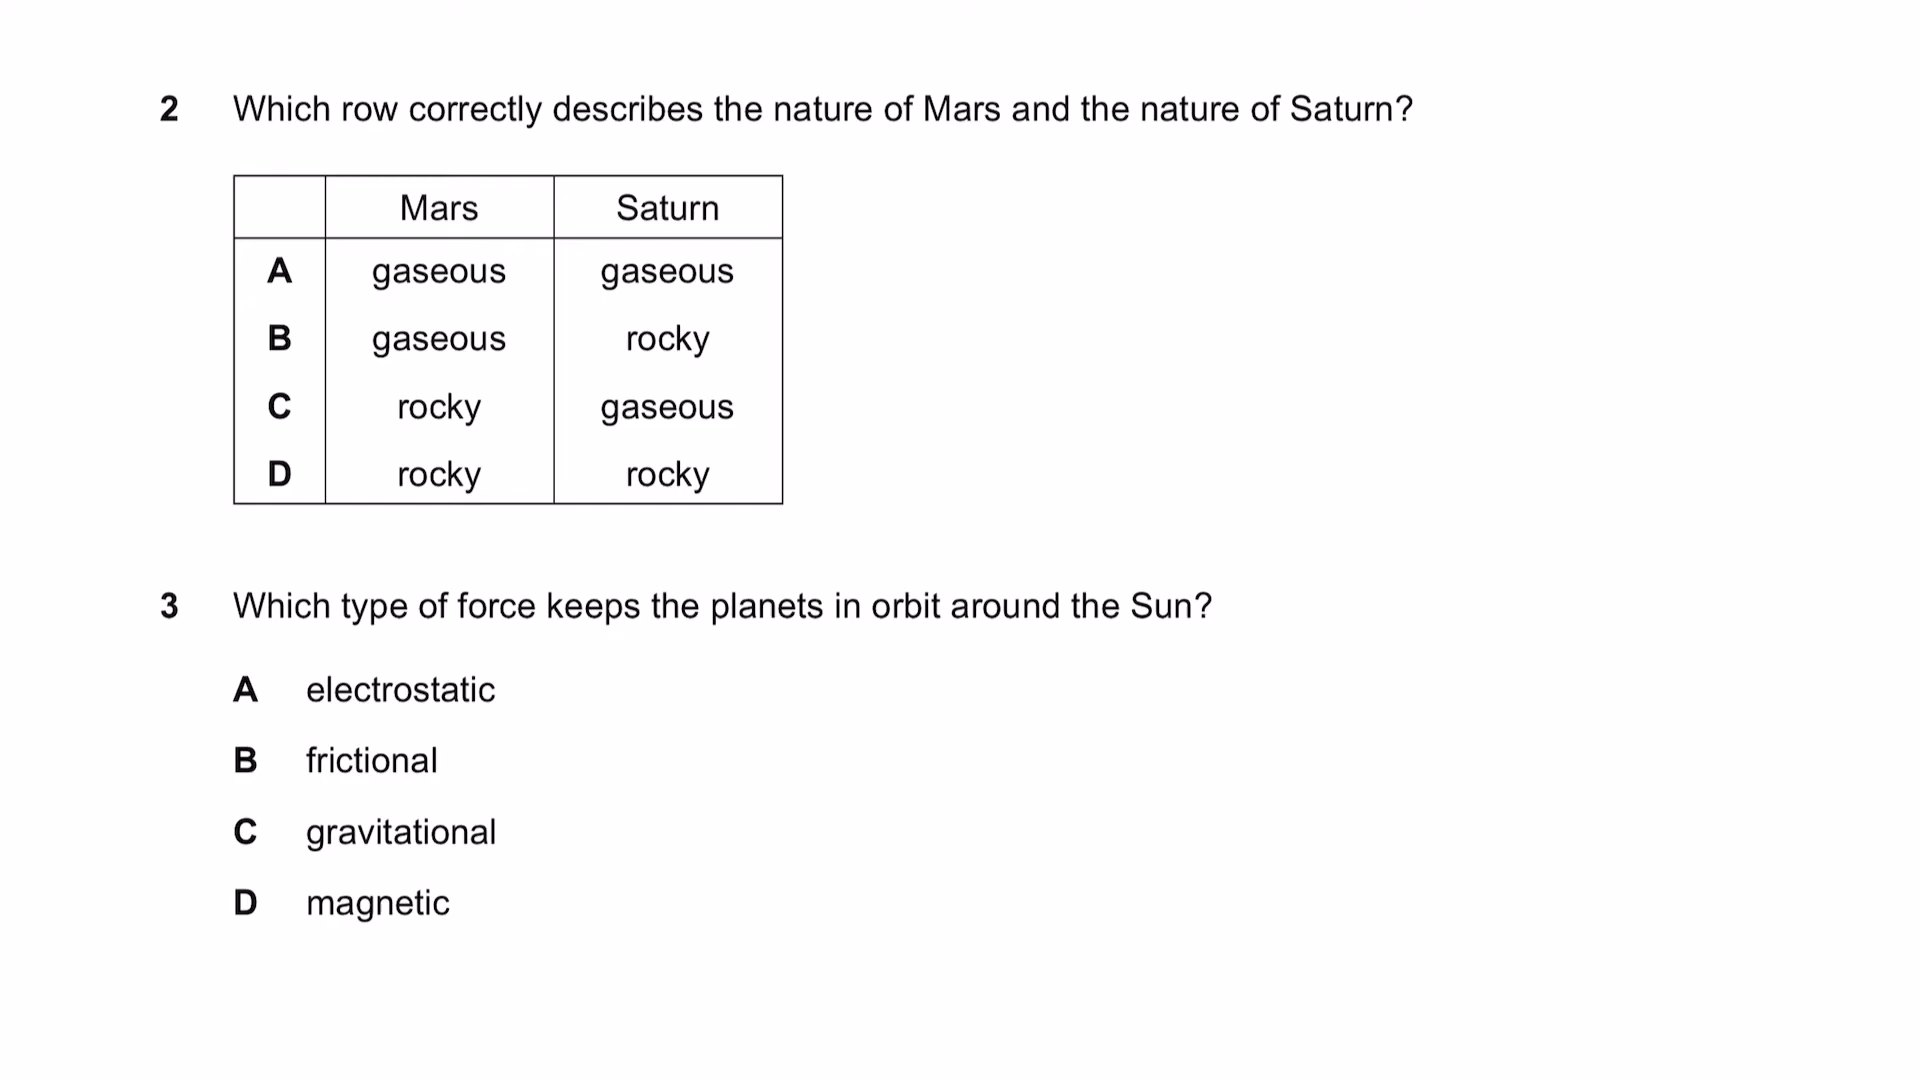 2 Which row correctly describes the nature of Mars and the nature of Saturn?
Mars Saturn
A gaseous gaseous
B gaseous rocky
C rocky gaseous
D rocky rocky
3 Which type of force keeps the planets in orbit around the Sun?
A electrostatic
B frictional
C gravitational
D magnetic